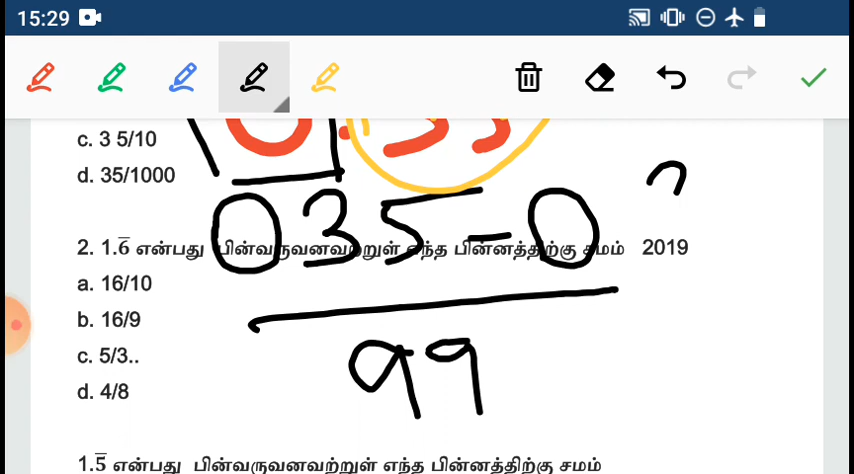 15:29
c. 3 5/10
d. 35/1000
035-0
2. 1.6̅ என்பது பின்வருவனவற்றுள் எந்த பின்னத்திற்கு சமம் 2019
a. 16/10
b. 16/9
c. 5/3..
d. 4/8
99
1.5̅ என்பது பின்வருவனவற்றுள் எந்த பின்னத்திற்கு சமம்